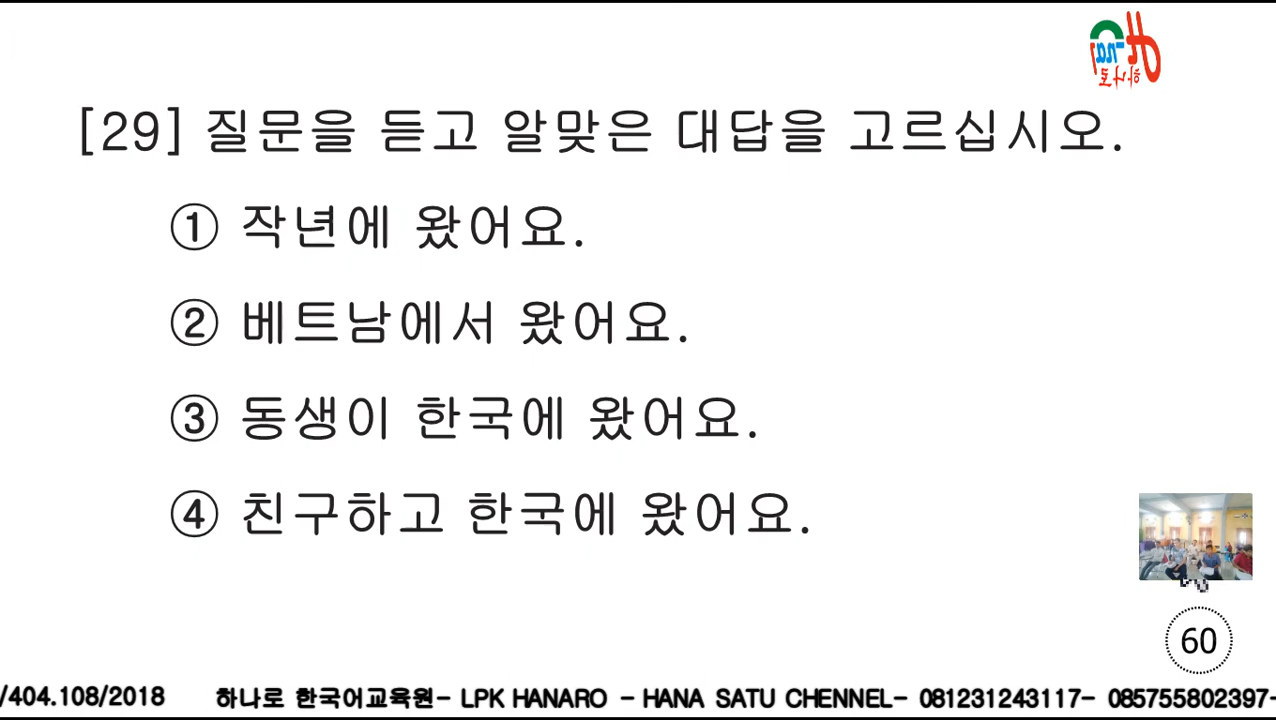 [29] 질문을 듣고 알맞은 대답을 고르십시오.
① 작년에 왔어요.
② 베트남에서 왔어요.
③ 동생이 한국에 왔어요.
④ 친구하고 한국에 왔어요.
60
/404.108/2018 하나로 한국어교육원- LPK HANARO - HANA SATU CHENNEL- 081231243117- 085755802397-